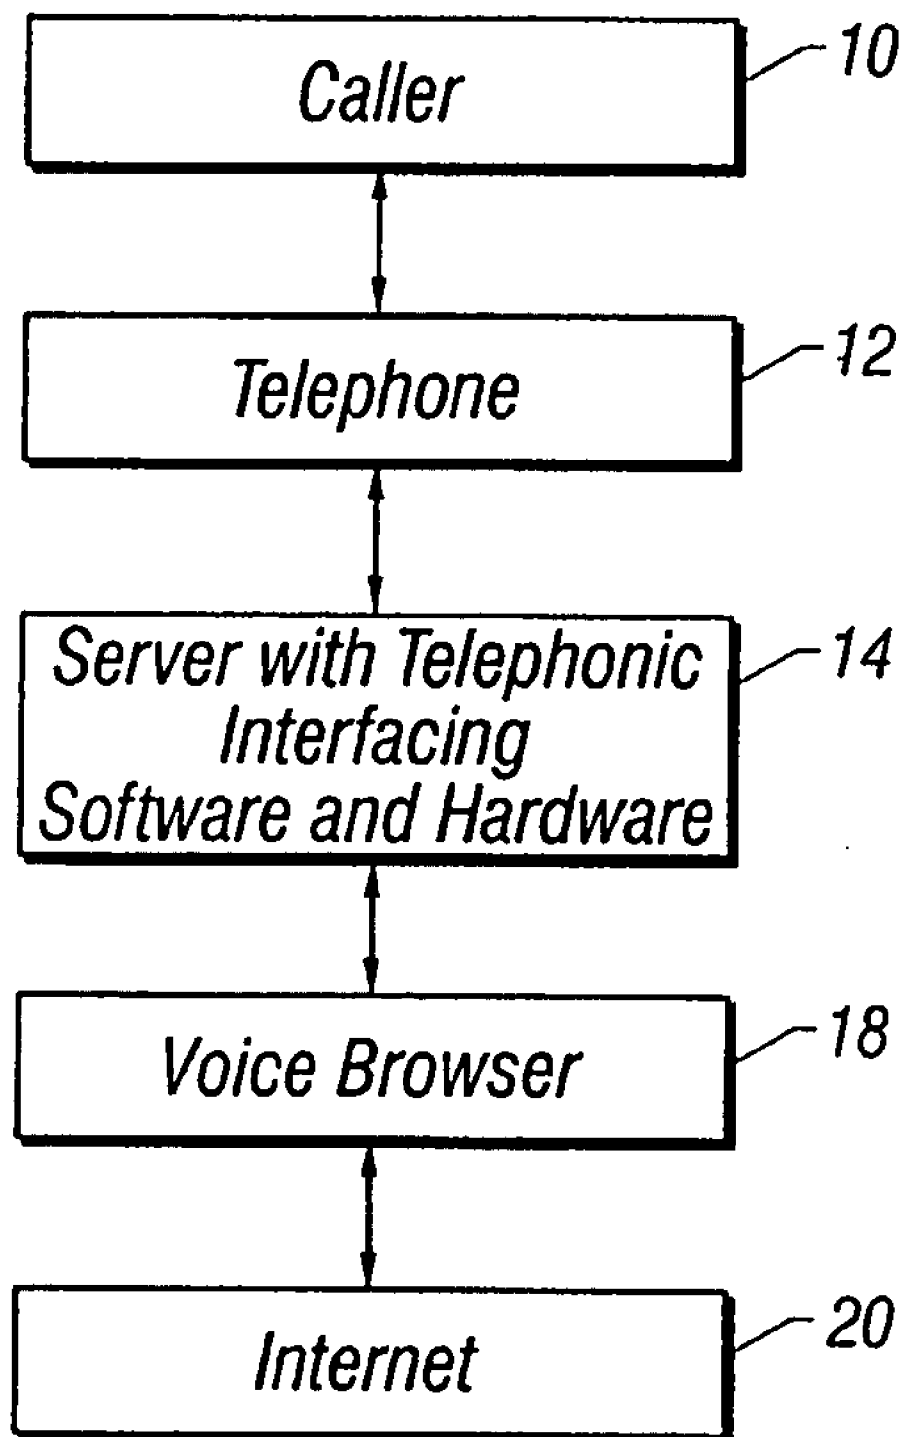 Caller
10
Telephone
12
Server with Telephonic
Interfacing
Software and Hardware
14
Voice Browser
18
Internet
20